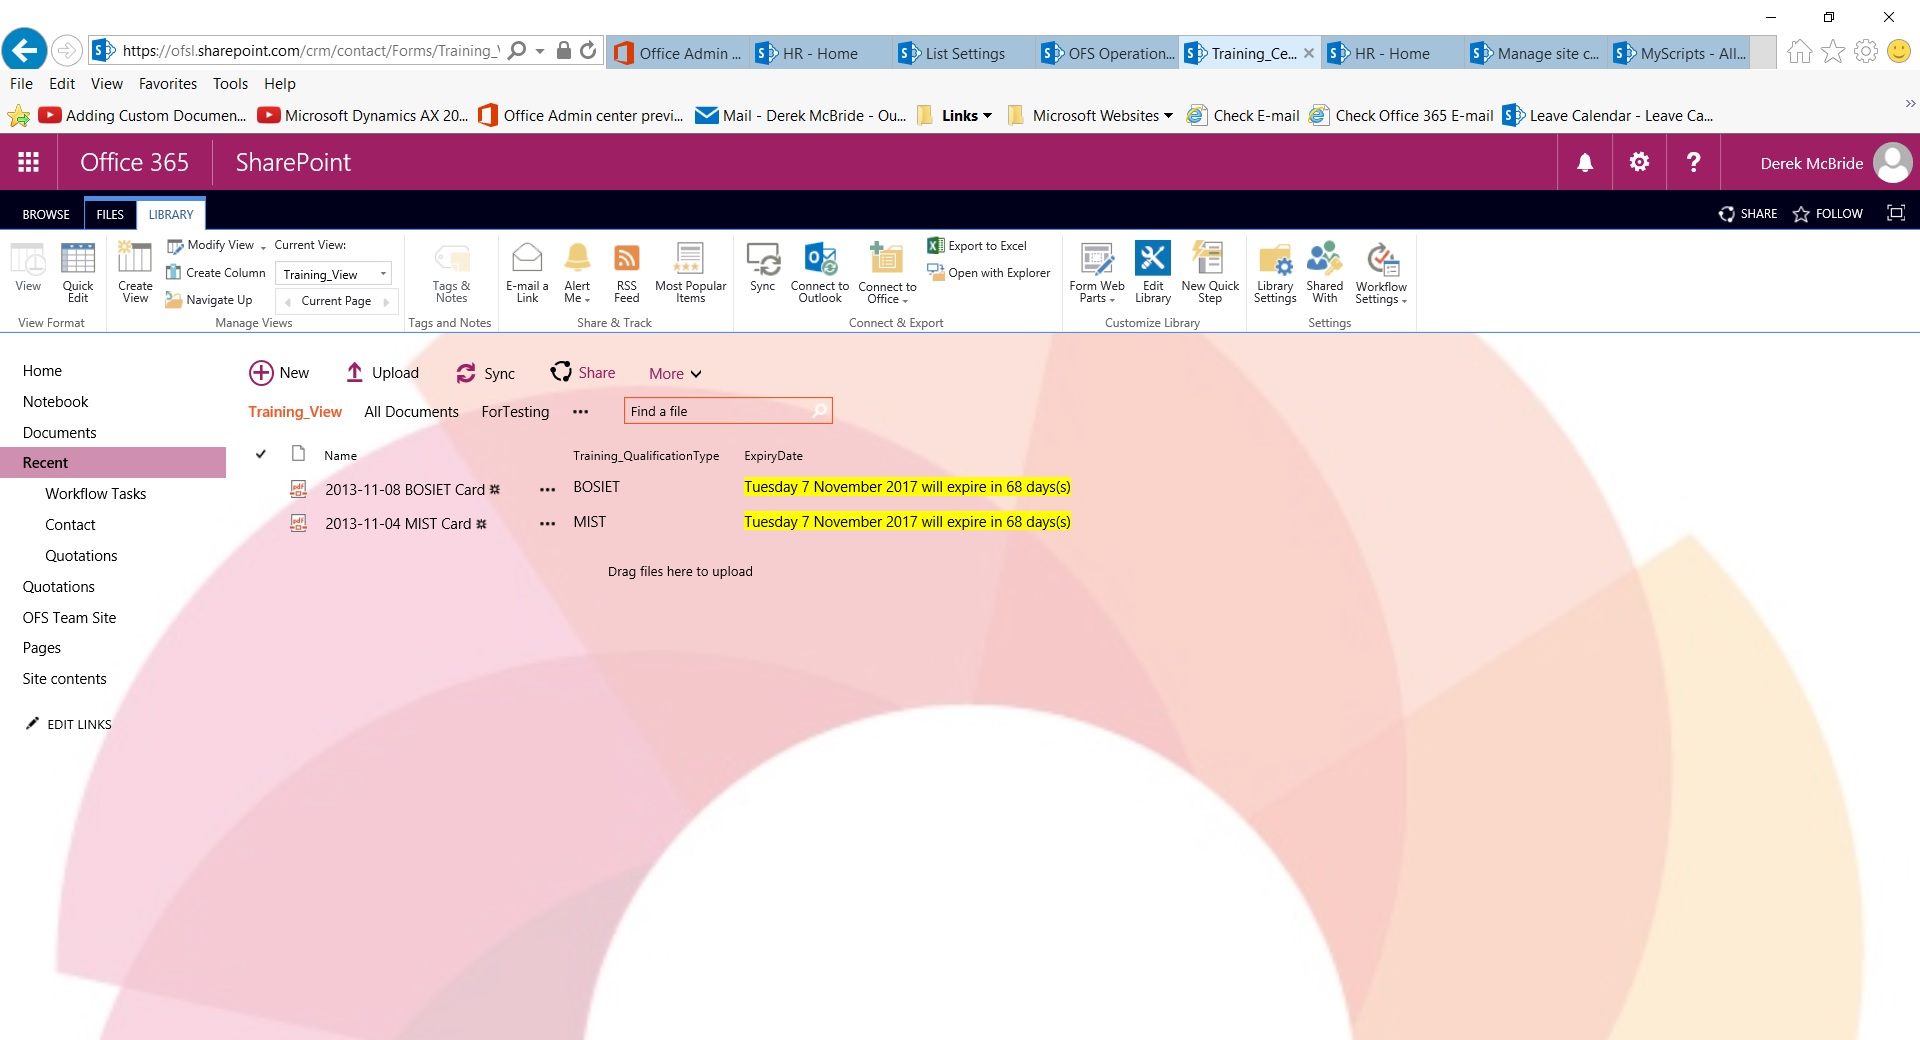 https://ofsl.sharepoint.com/crm/contact/Forms/Training_V
Office Admin ...
HR - Home
List Settings
OFS Operation...
Training_Ce...
HR - Home
Manage site c...
MyScripts - All...
File Edit View Favorites Tools Help
Adding Custom Documen... Microsoft Dynamics AX 20... Office Admin center previ... Mail - Derek McBride - Ou... Links Microsoft Websites Check E-mail Check Office 365 E-mail Leave Calendar - Leave Ca...
Office 365 SharePoint ? Derek McBride
BROWSE FILES LIBRARY SHARE FOLLOW
View
Quick Edit
View Format
Create View
Modify View
Create Column
Navigate Up
Current View:
Training_View
Current Page
Manage Views
Tags & Notes
Tags and Notes
E-mail a Link
Alert Me
RSS Feed
Most Popular Items
Share & Track
Sync
Connect to Outlook
Connect to Office
Export to Excel
Open with Explorer
Connect & Export
Form Web Parts
Edit Library
New Quick Step
Customize Library
Library Settings
Shared With
Workflow Settings
Settings
Home
Notebook
Documents
Recent
Workflow Tasks
Contact
Quotations
Quotations
OFS Team Site
Pages
Site contents
EDIT LINKS
New Upload Sync Share More
Training_View All Documents ForTesting ••• Find a file
Name Training_QualificationType ExpiryDate
2013-11-08 BOSIET Card ••• BOSIET Tuesday 7 November 2017 will expire in 68 days(s)
2013-11-04 MIST Card ••• MIST Tuesday 7 November 2017 will expire in 68 days(s)
Drag files here to upload